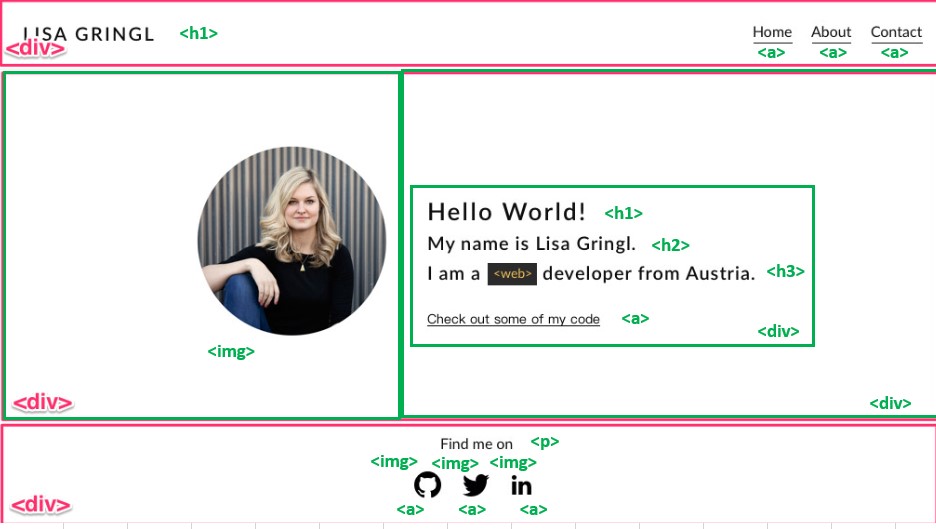 LISA GRINGL <h1>
<div>
Home About Contact
<a> <a> <a>
Hello World! <h1>
My name is Lisa Gringl. <h2>
I am a <web> developer from Austria. <h3>
Check out some of my code <a>
<div>
<img>
<div>
<div>
Find me on <p>
<img> <img> <img>
in
<a> <a> <a>
<div>